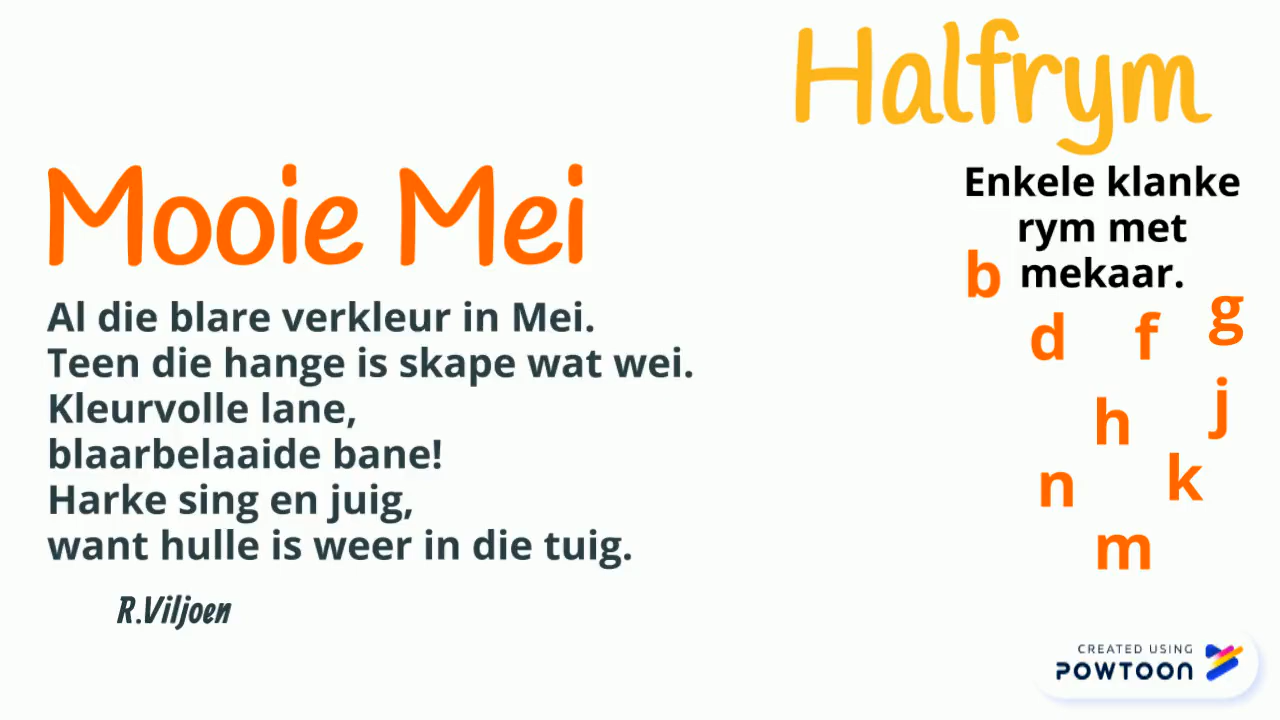 Halfrym
Mooie Mei
Al die blare verkleur in Mei.
Teen die hange is skape wat wei.
Kleurvolle lane,
blaarbelaaide bane!
Harke sing en juig,
want hulle is weer in die tuig.
R.Viljoen
Enkele klanke
rym met
mekaar.
b
g
d f
j
h
k
n
m
CREATED USING
POWTOON